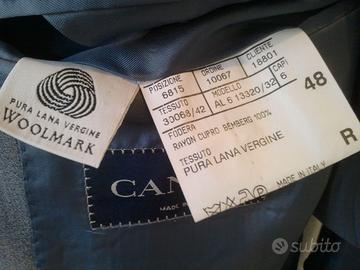 PURA LANA VERGINE
WOOLMARK
POSIZIONE ORDINE CLIENTE
6815 10067 18801
TESSUTO MODELLO CAPI
30068/42 AL 6 13320/32 6
FODERA
RAYON CUPRO BEMBERG 100%
TESSUTO
PURA LANA VERGINE
MADE IN ITALY
48
R
CAN
MADE
subito